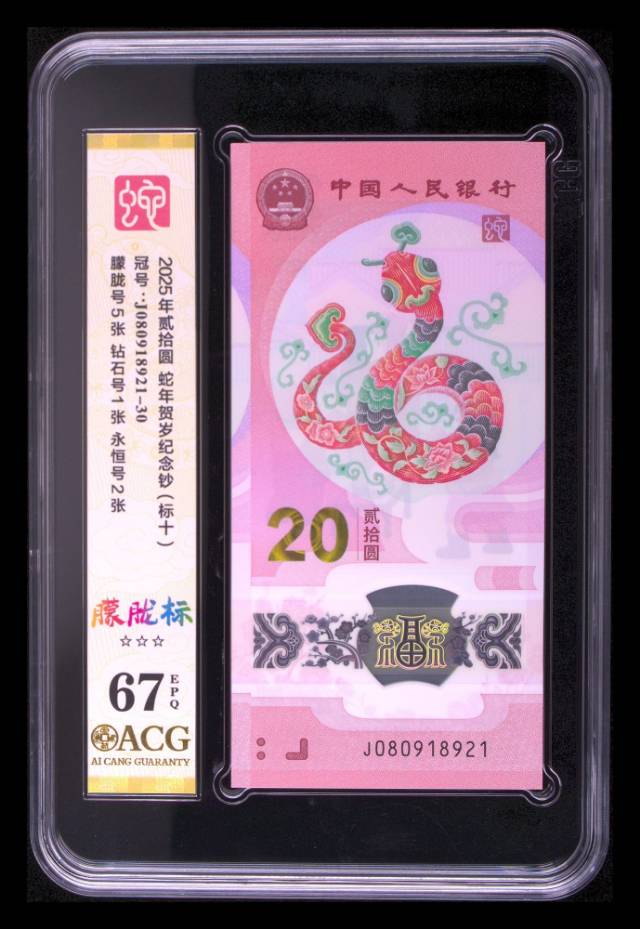 蛇
2025年贰拾圆 蛇年贺岁纪念钞(标十)
冠号:J080918921-30
朦胧号5张 钻石号1张 永恒号2张
朦胧标
☆☆☆
67 EPQ
ACG
AI CANG GUARANTY
中国人民银行
蛇
20 贰拾圆
福
J080918921